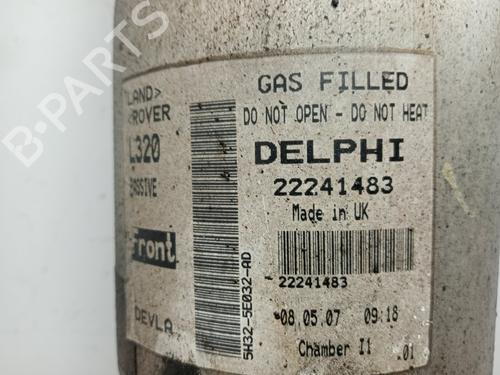 B-PARTS
LAND>
<ROVER
L320
PASSIVE
Front
DEVLA
5H32-5E032-AD
GAS FILLED
DO NOT OPEN - DO NOT HEAT
DELPHI
22241483
Made in UK
22241483
08.05.07 09:18
Chamber I1 .01